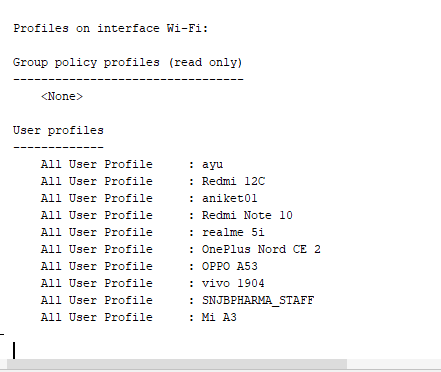 Profiles on interface Wi-Fi:
Group policy profiles (read only)
---------------------------------
<None>
User profiles
-------------
All User Profile     : ayu
All User Profile     : Redmi 12C
All User Profile     : aniket01
All User Profile     : Redmi Note 10
All User Profile     : realme 5i
All User Profile     : OnePlus Nord CE 2
All User Profile     : OPPO A53
All User Profile     : vivo 1904
All User Profile     : SNJBPHARMA_STAFF
All User Profile     : Mi A3